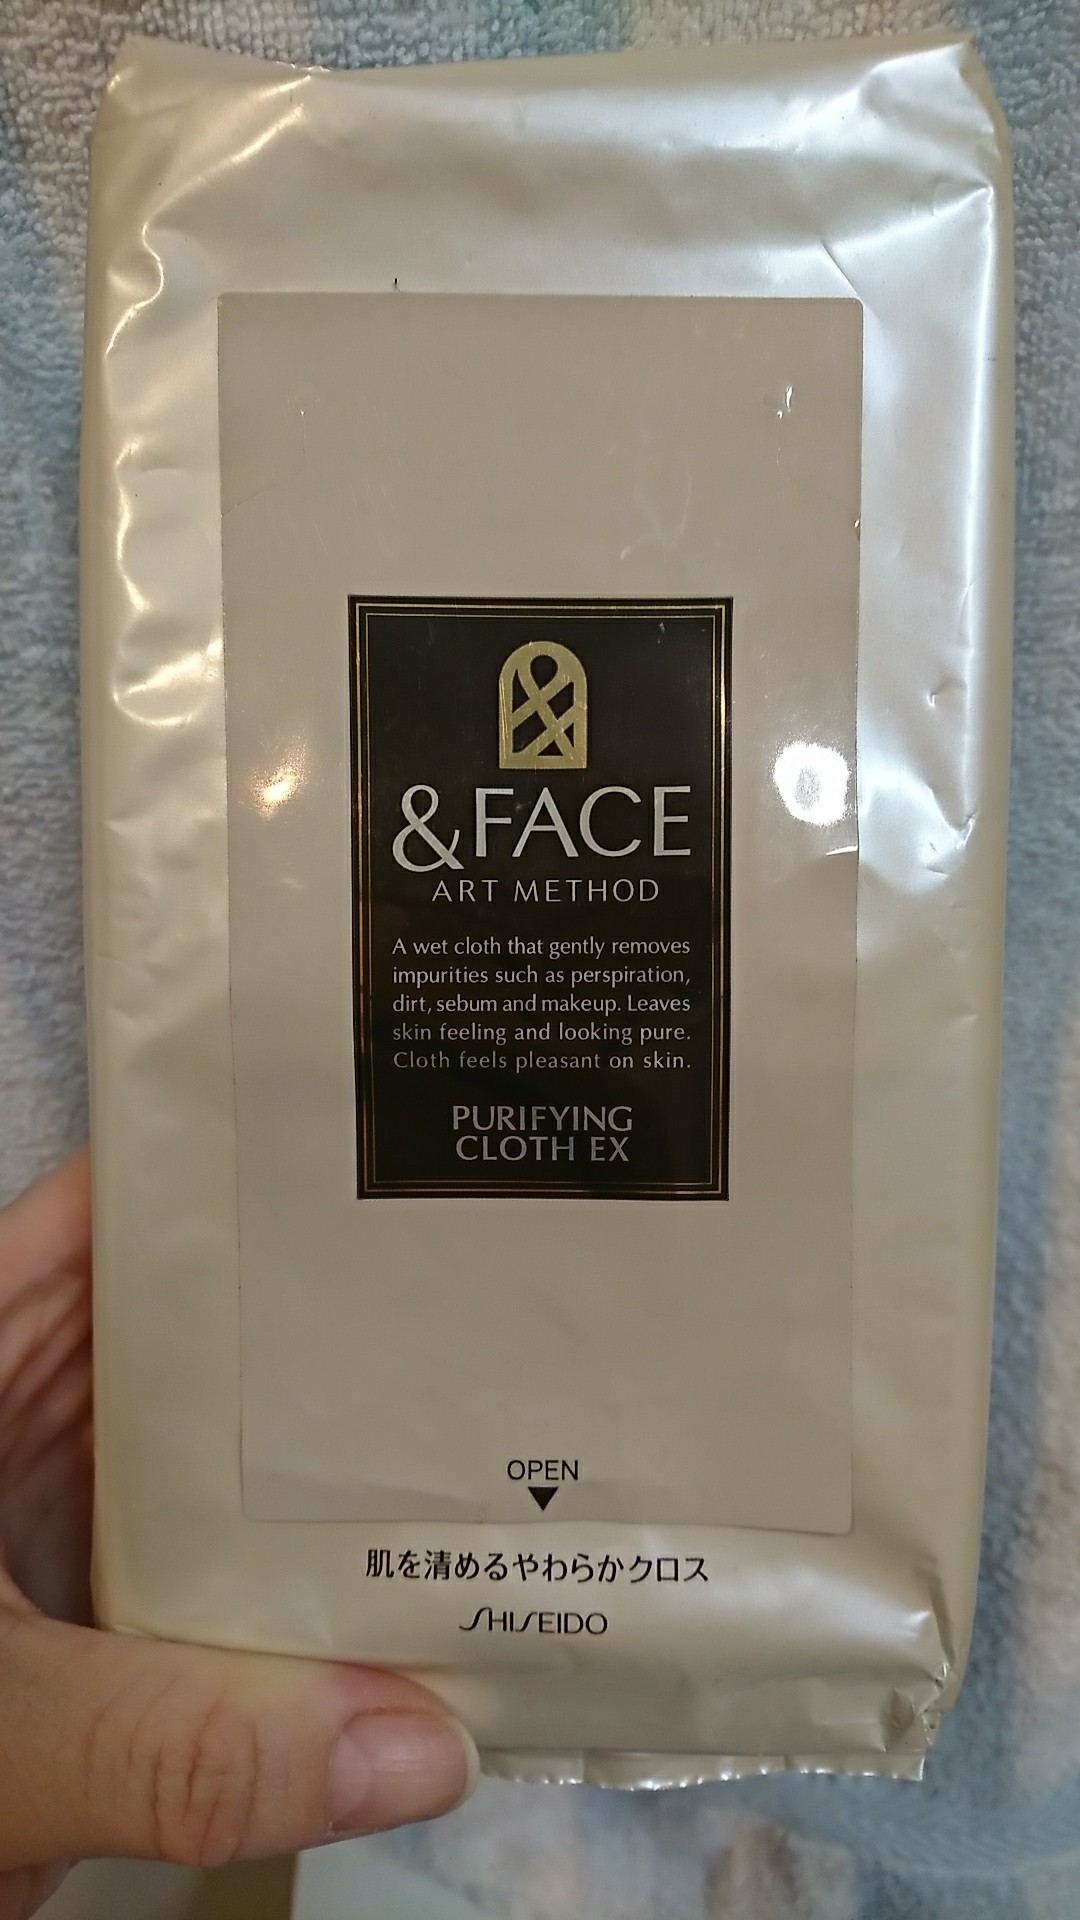 &FACE
ART METHOD
A wet cloth that gently removes
impurities such as perspiration,
dirt, sebum and makeup. Leaves
skin feeling and looking pure.
Cloth feels pleasant on skin.
PURIFYING
CLOTH EX
OPEN
肌を清めるやわらかクロス
SHISEIDO